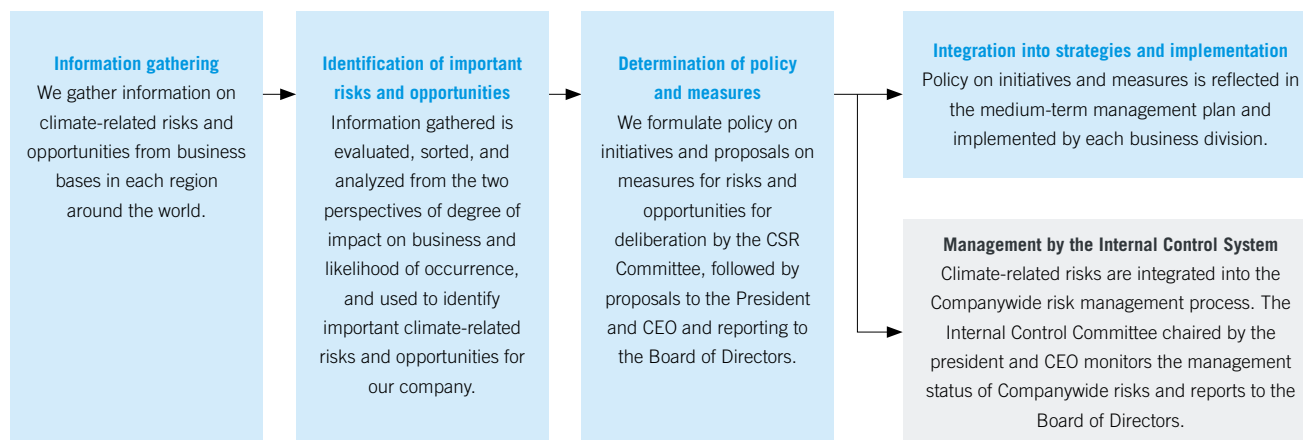 Information gathering
We gather information on
climate-related risks and
opportunities from business
bases in each region
around the world.
Identification of important
risks and opportunities
Information gathered is
evaluated, sorted, and
analyzed from the two
perspectives of degree of
impact on business and
likelihood of occurrence,
and used to identify
important climate-related
risks and opportunities for
our company.
Determination of policy
and measures
We formulate policy on
initiatives and proposals on
measures for risks and
opportunities for
deliberation by the CSR
Committee, followed by
proposals to the President
and CEO and reporting to
the Board of Directors.
Integration into strategies and implementation
Policy on initiatives and measures is reflected in
the medium-term management plan and
implemented by each business division.
Management by the Internal Control System
Climate-related risks are integrated into the
Companywide risk management process. The
Internal Control Committee chaired by the
president and CEO monitors the management
status of Companywide risks and reports to the
Board of Directors.